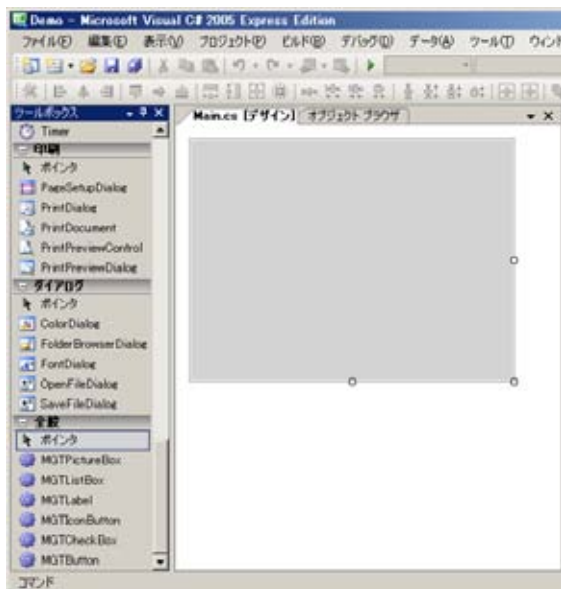 Demo - Microsoft Visual C# 2005 Express Edition
ファイル(F) 編集(E) 表示(V) プロジェクト(P) ビルド(B) デバッグ(D) データ(A) ツール(T) ウィンド
ツールボックス
Main.cs [デザイン] オブジェクト ブラウザ
Timer
印刷
ポインタ
PageSetupDialog
PrintDialog
PrintDocument
PrintPreviewControl
PrintPreviewDialog
ダイアログ
ポインタ
ColorDialog
FolderBrowserDialog
FontDialog
OpenFileDialog
SaveFileDialog
全般
ポインタ
MGTPictureBox
MGTListBox
MGTLabel
MGTIconButton
MGTCheckBox
MGTButton
コマンド